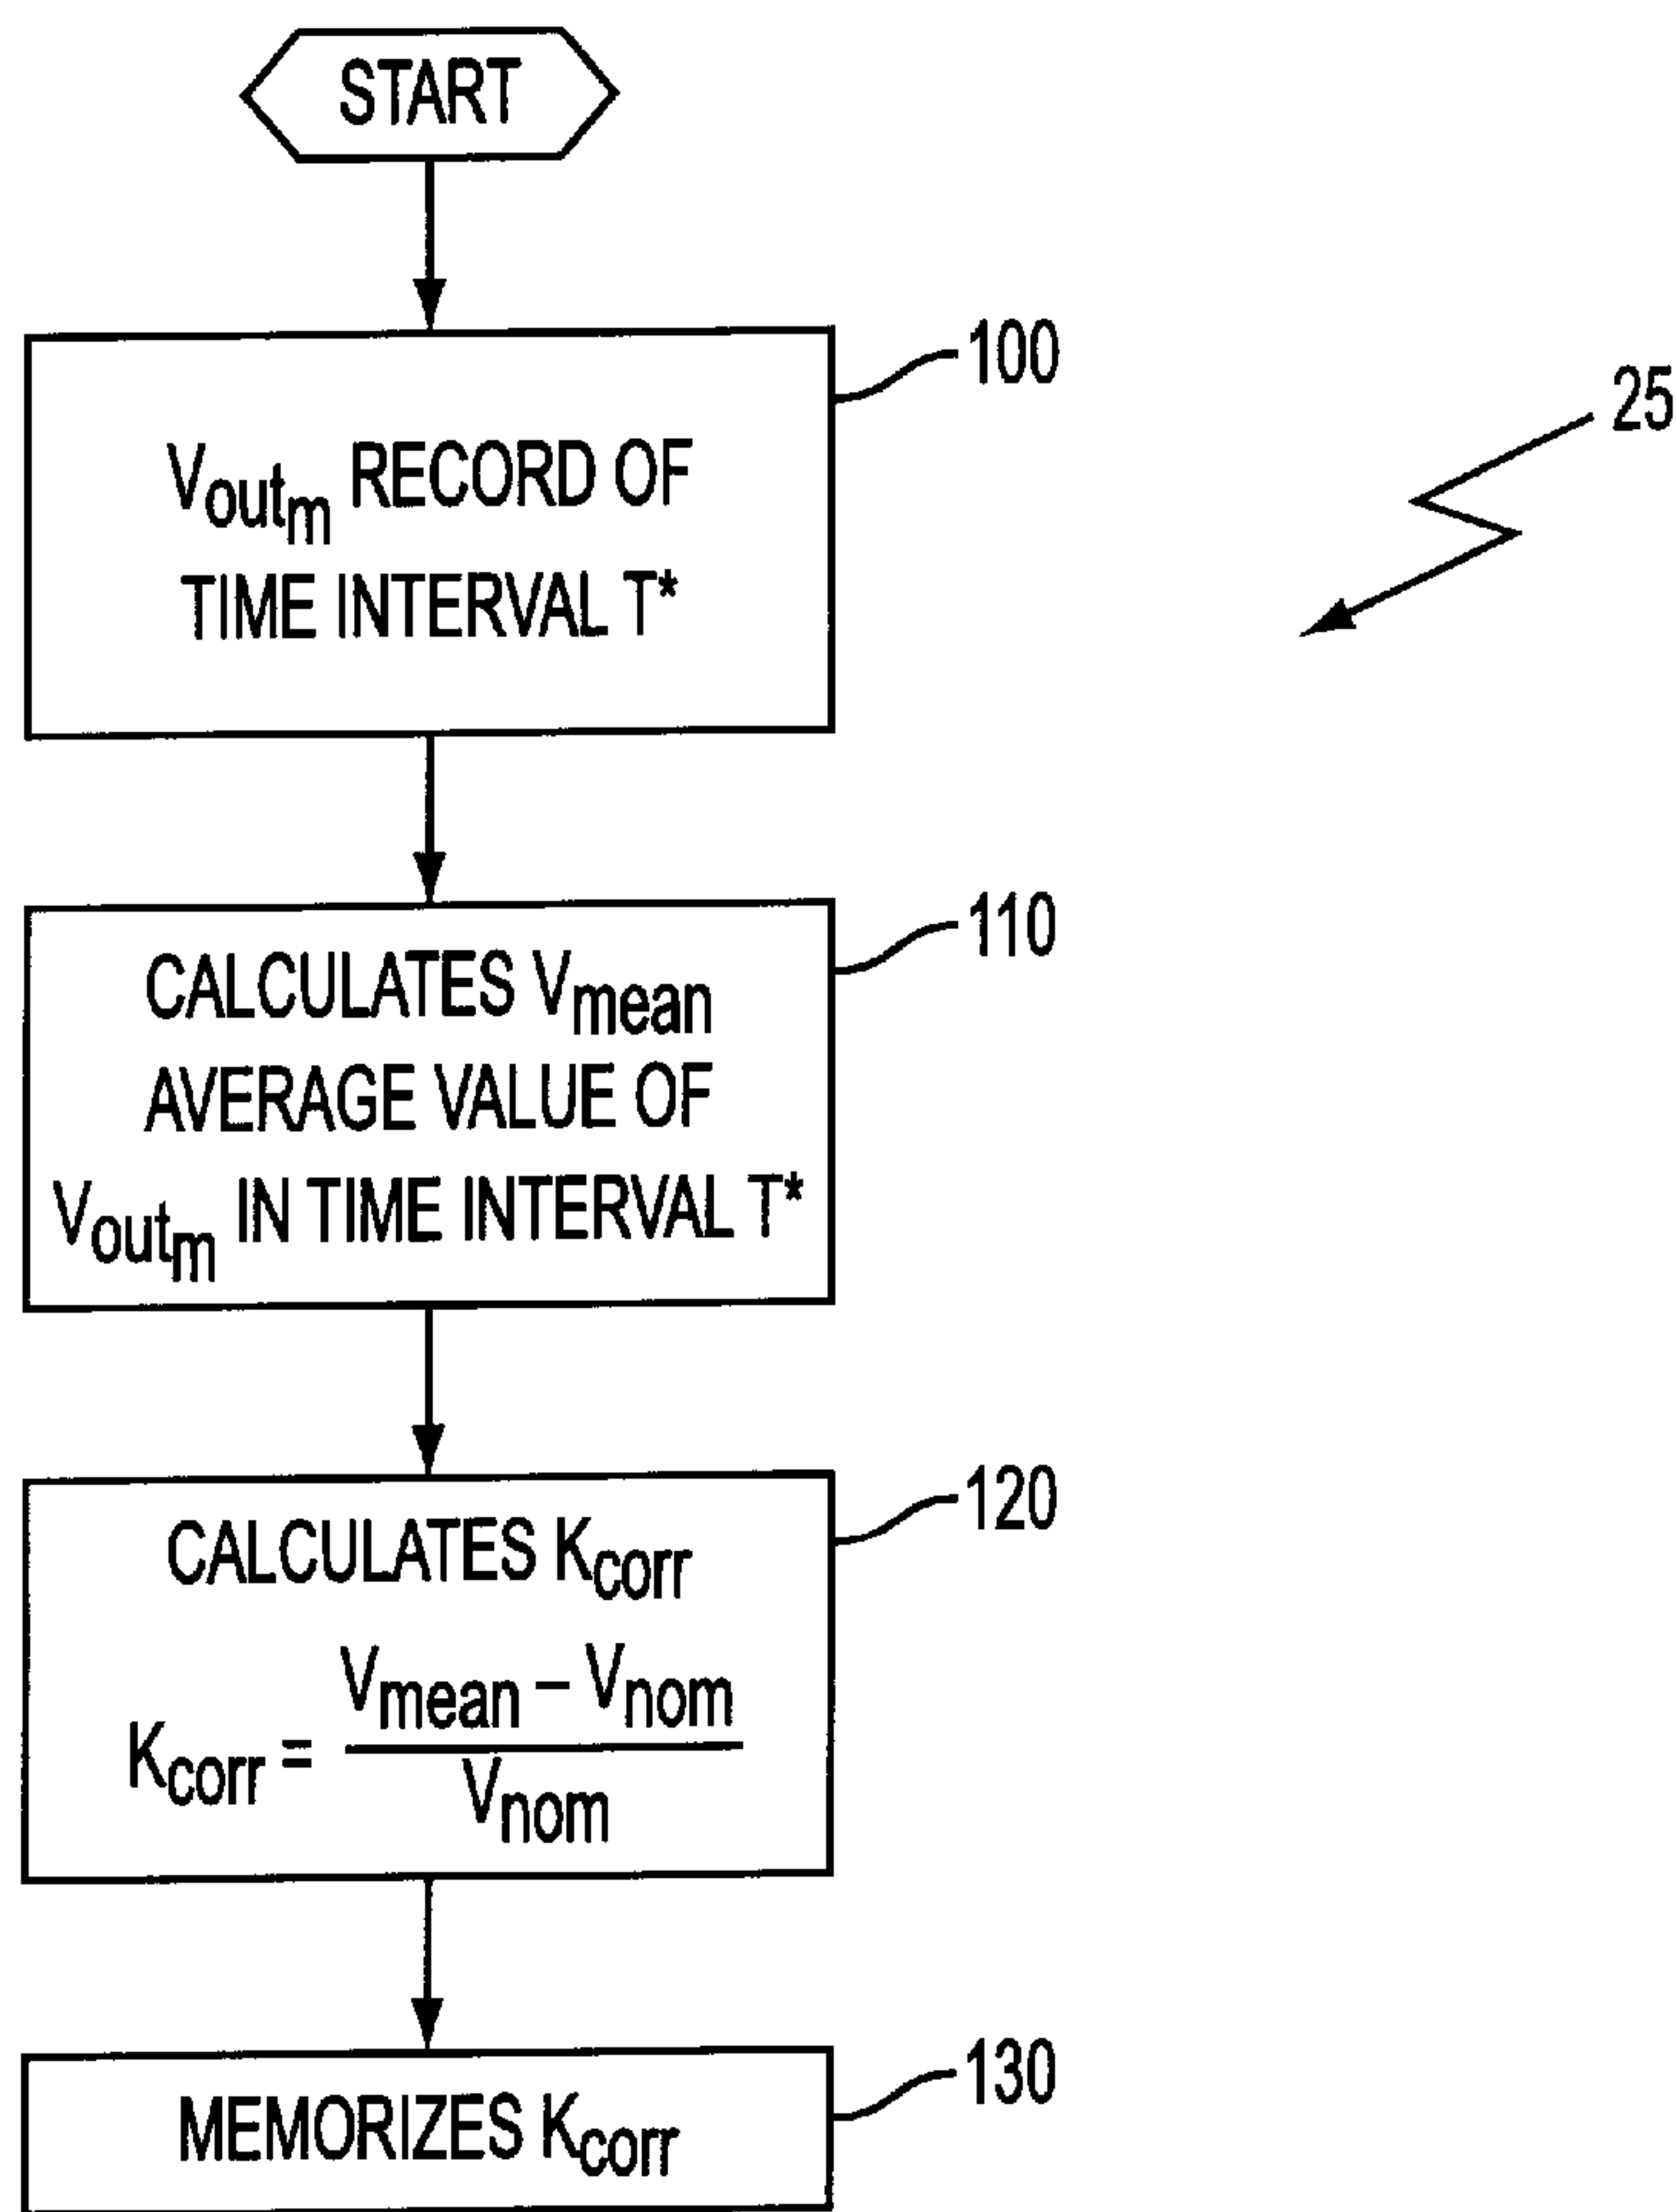 START
100
25
Voutm RECORD OF
TIME INTERVAL T*
110
CALCULATES Vmean
AVERAGE VALUE OF
Voutm IN TIME INTERVAL T*
120
CALCULATES Kcorr
Kcorr = Vmean – Vnom
Vnom
130
MEMORIZES Kcorr